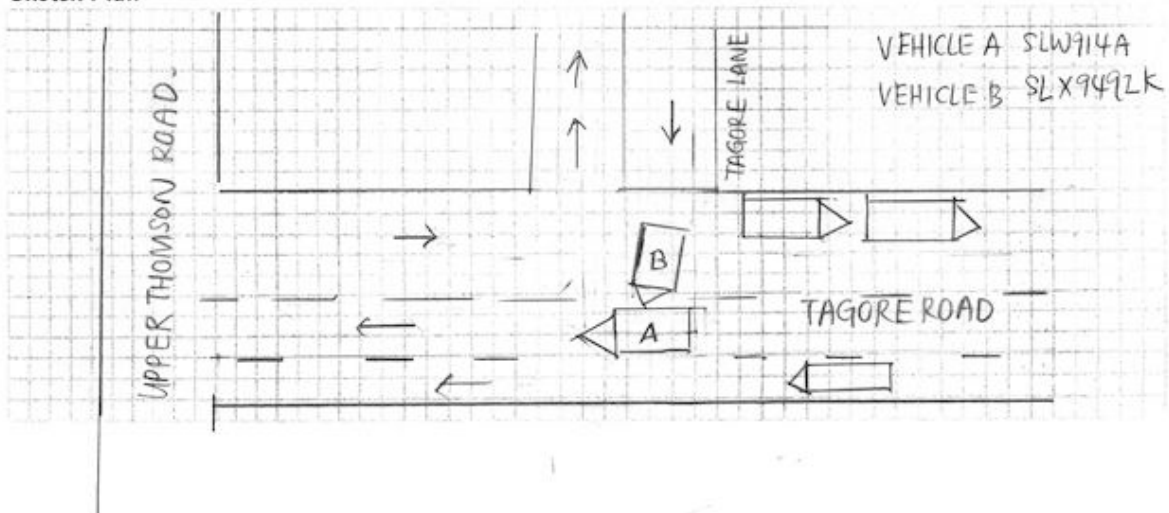 VEHICLE A SLW914A
VEHICLE B SLX9492K
UPPER THOMSON ROAD.
TAGORE LANE
B
A
TAGORE ROAD